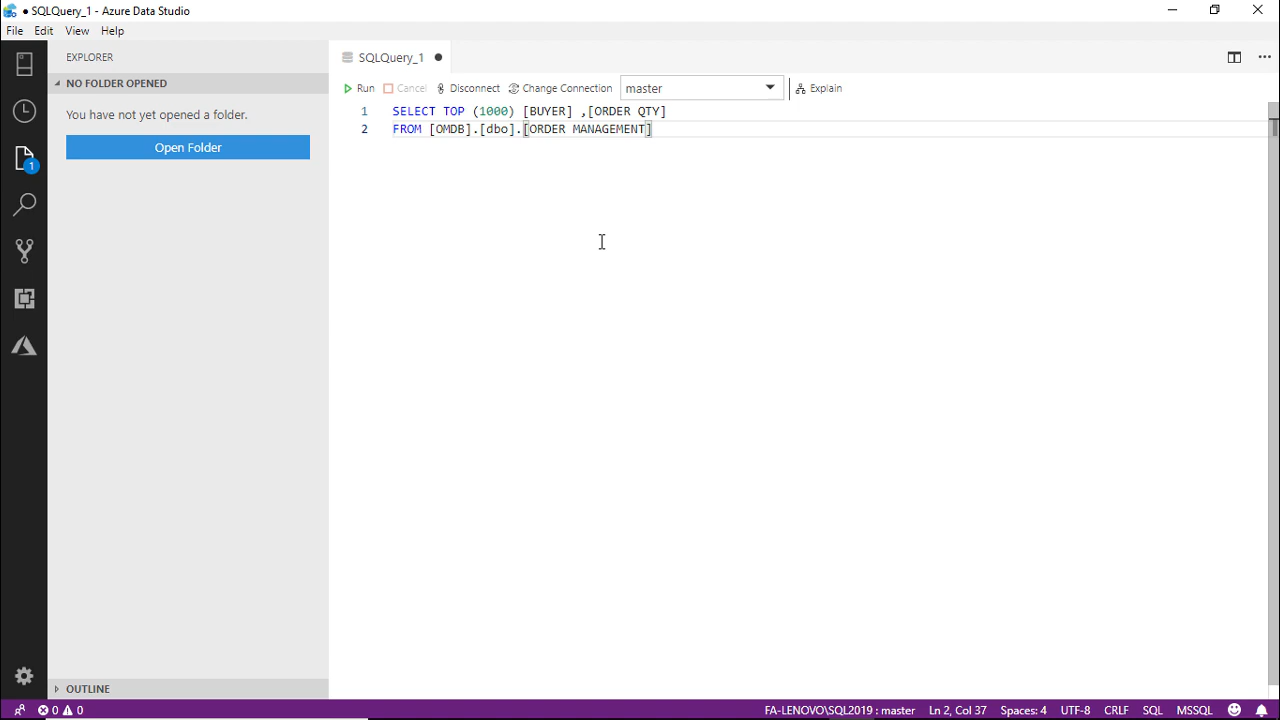 ● SQLQuery_1 - Azure Data Studio
File Edit View Help
EXPLORER
NO FOLDER OPENED
You have not yet opened a folder.
Open Folder
1
OUTLINE
SQLQuery_1 ●
Run Cancel Disconnect Change Connection master Explain
1 SELECT TOP (1000) [BUYER] ,[ORDER QTY]
2 FROM [OMDB].[dbo].[ORDER MANAGEMENT]
0 0 FA-LENOVO\SQL2019 : master Ln 2, Col 37 Spaces: 4 UTF-8 CRLF SQL MSSQL